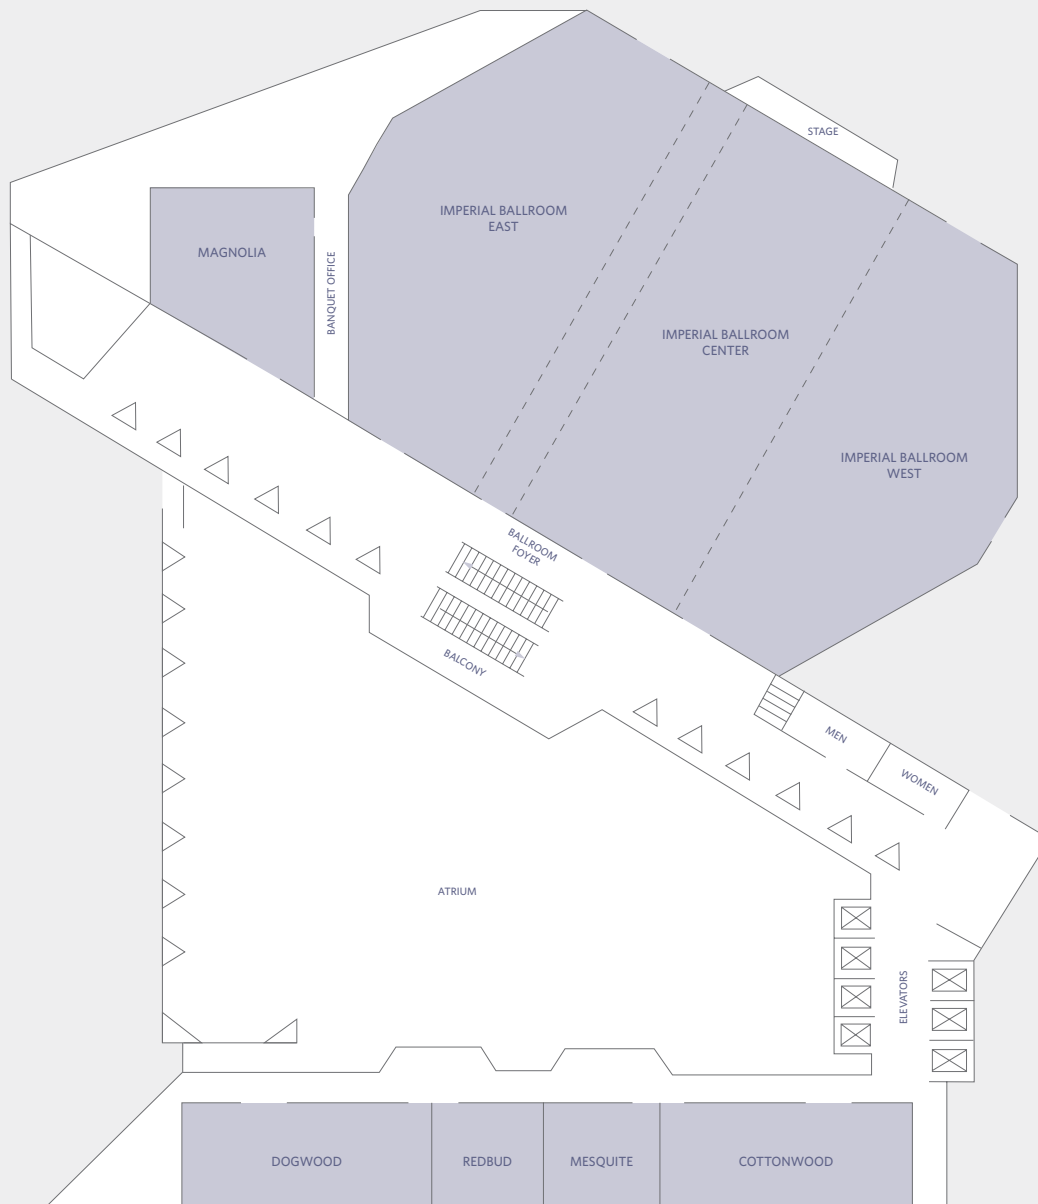 STAGE
IMPERIAL BALLROOM
EAST
MAGNOLIA
BANQUET OFFICE
IMPERIAL BALLROOM
CENTER
IMPERIAL BALLROOM
WEST
BALLROOM
FOYER
BALCONY
MEN
WOMEN
ATRIUM
ELEVATORS
DOGWOOD
REDBUD
MESQUITE
COTTONWOOD